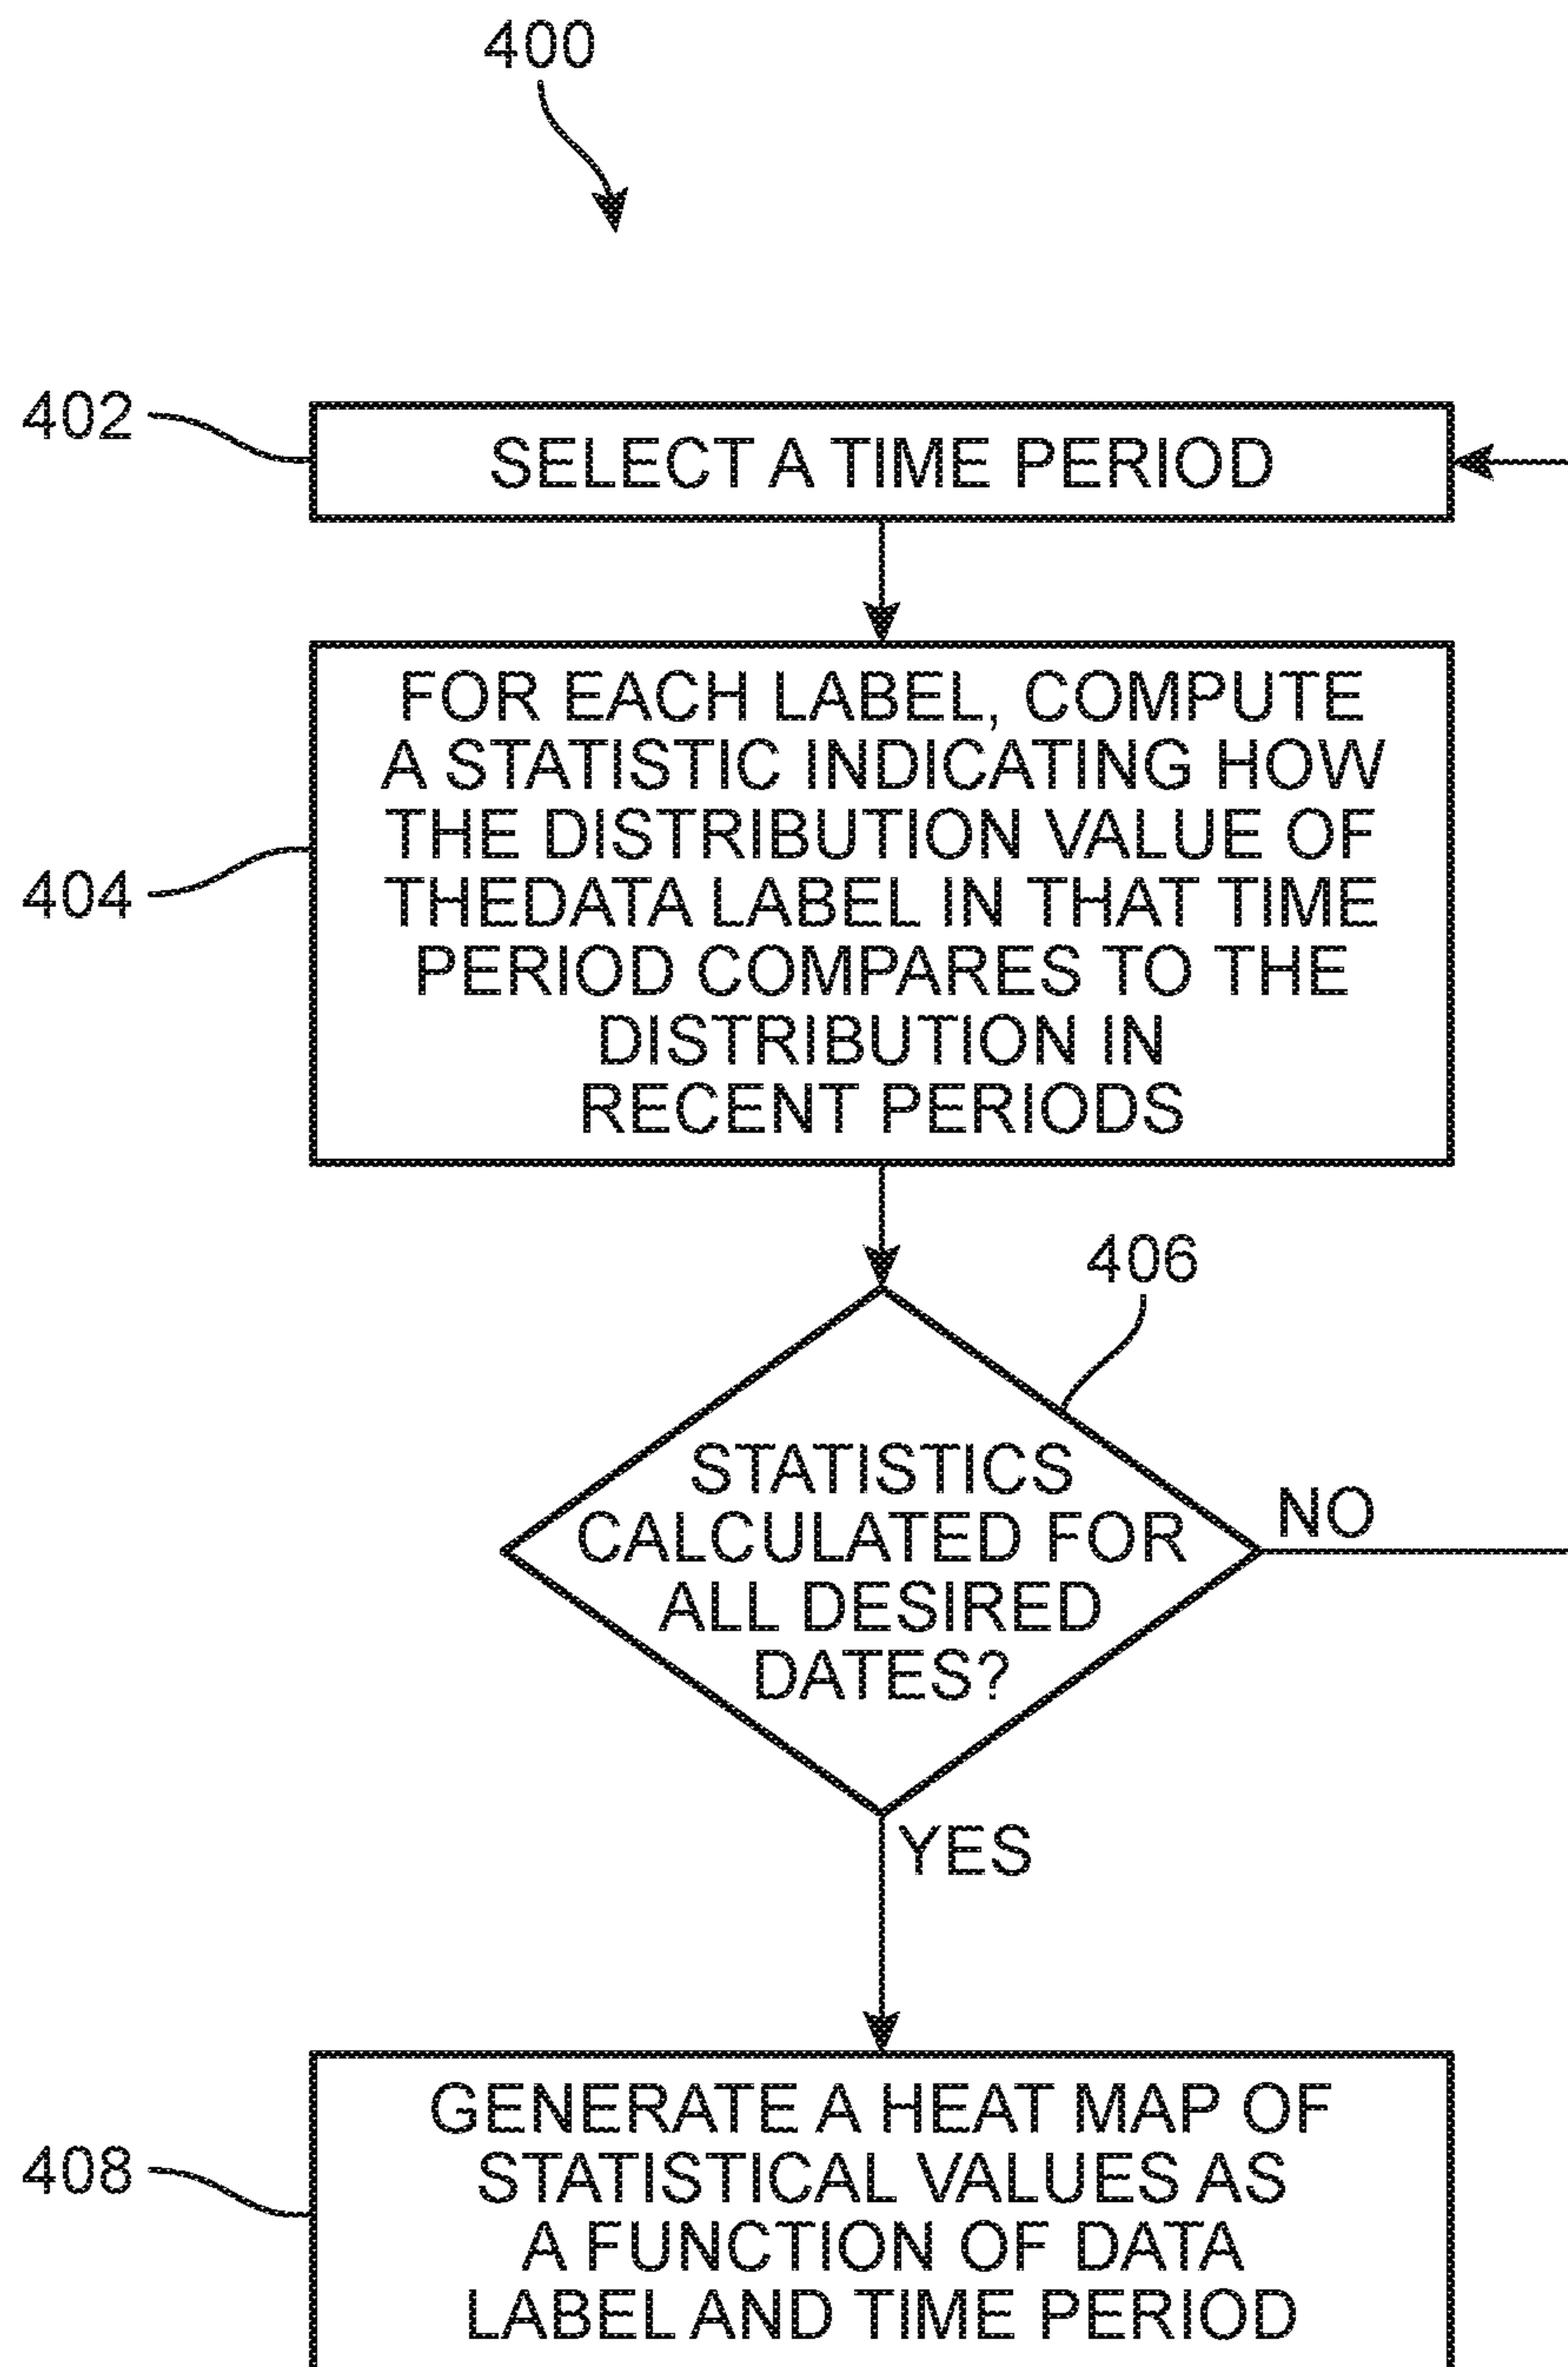 400
402
SELECT A TIME PERIOD
FOR EACH LABEL, COMPUTE
A STATISTIC INDICATING HOW
THE DISTRIBUTION VALUE OF
THEDATA LABEL IN THAT TIME
PERIOD COMPARES TO THE
DISTRIBUTION IN
RECENT PERIODS
404
406
STATISTICS
CALCULATED FOR
ALL DESIRED
DATES?
NO
YES
408
GENERATE A HEAT MAP OF
STATISTICAL VALUES AS
A FUNCTION OF DATA
LABEL AND TIME PERIOD